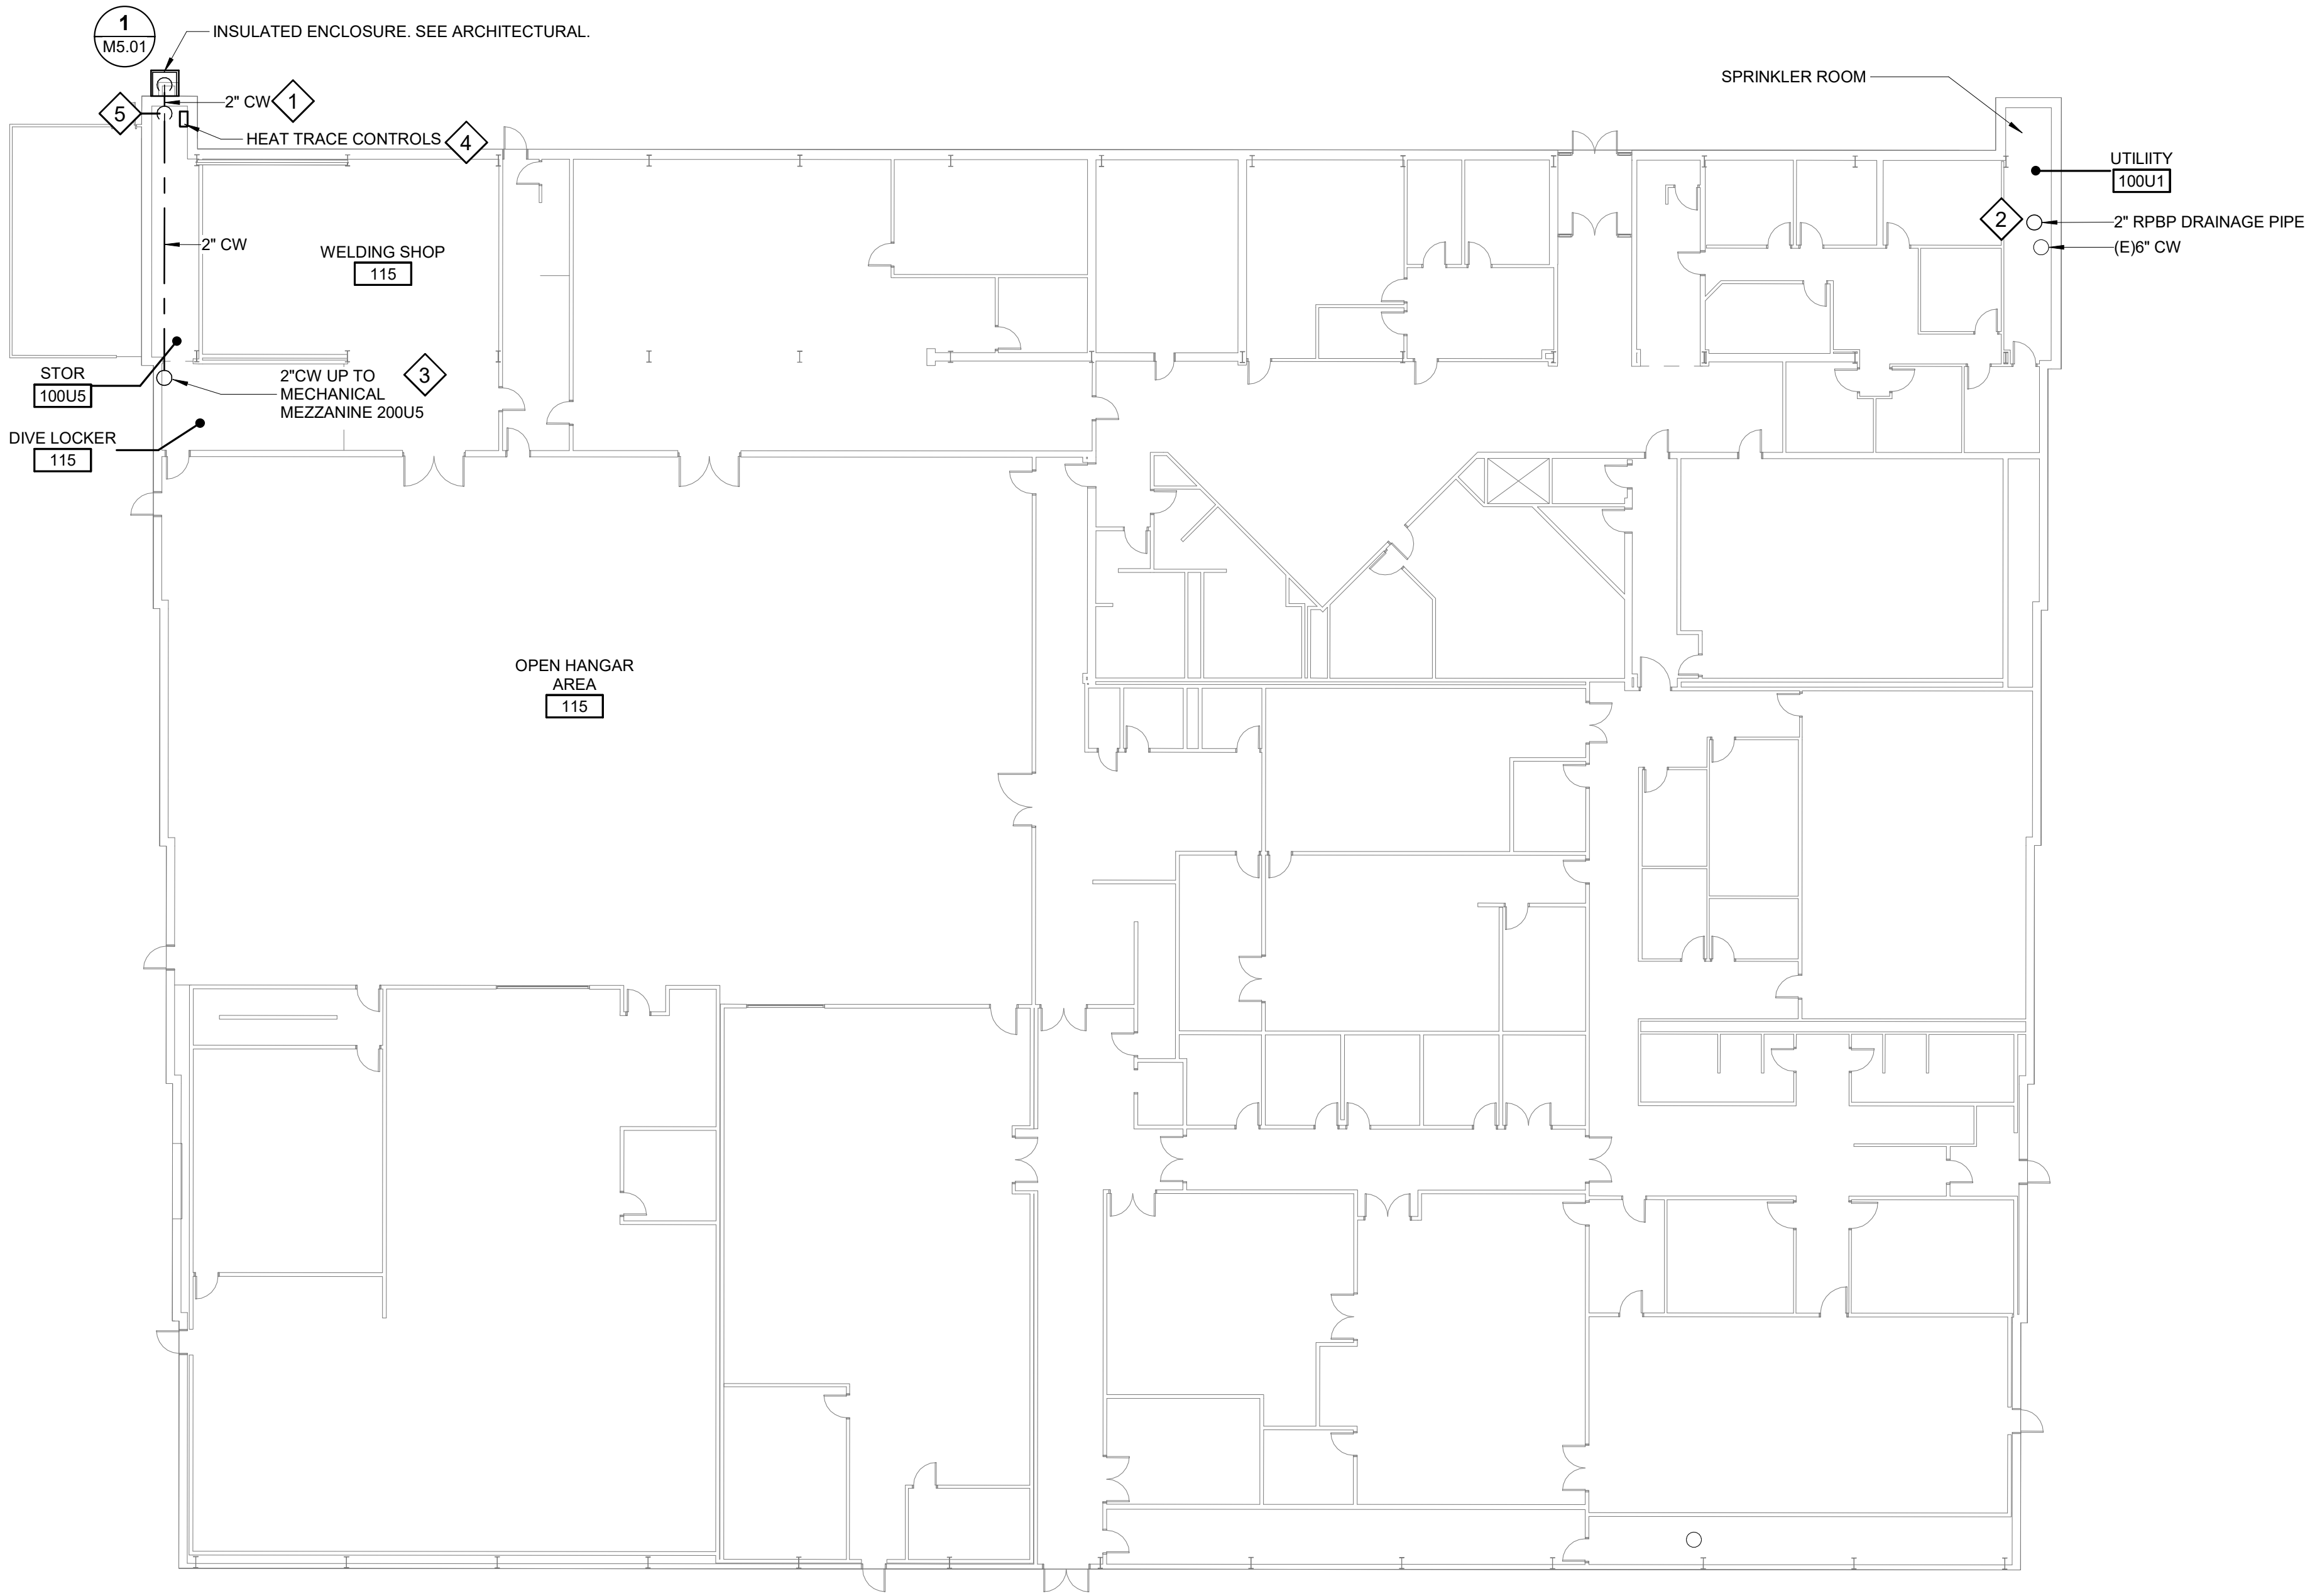 1
M5.01
INSULATED ENCLOSURE. SEE ARCHITECTURAL.
2" CW
1
5
HEAT TRACE CONTROLS
4
SPRINKLER ROOM
UTILIITY
100U1
2
2" RPBP DRAINAGE PIPE
(E)6" CW
2" CW
WELDING SHOP
115
STOR
100U5
2"CW UP TO
MECHANICAL
MEZZANINE 200U5
3
DIVE LOCKER
115
OPEN HANGAR
AREA
115